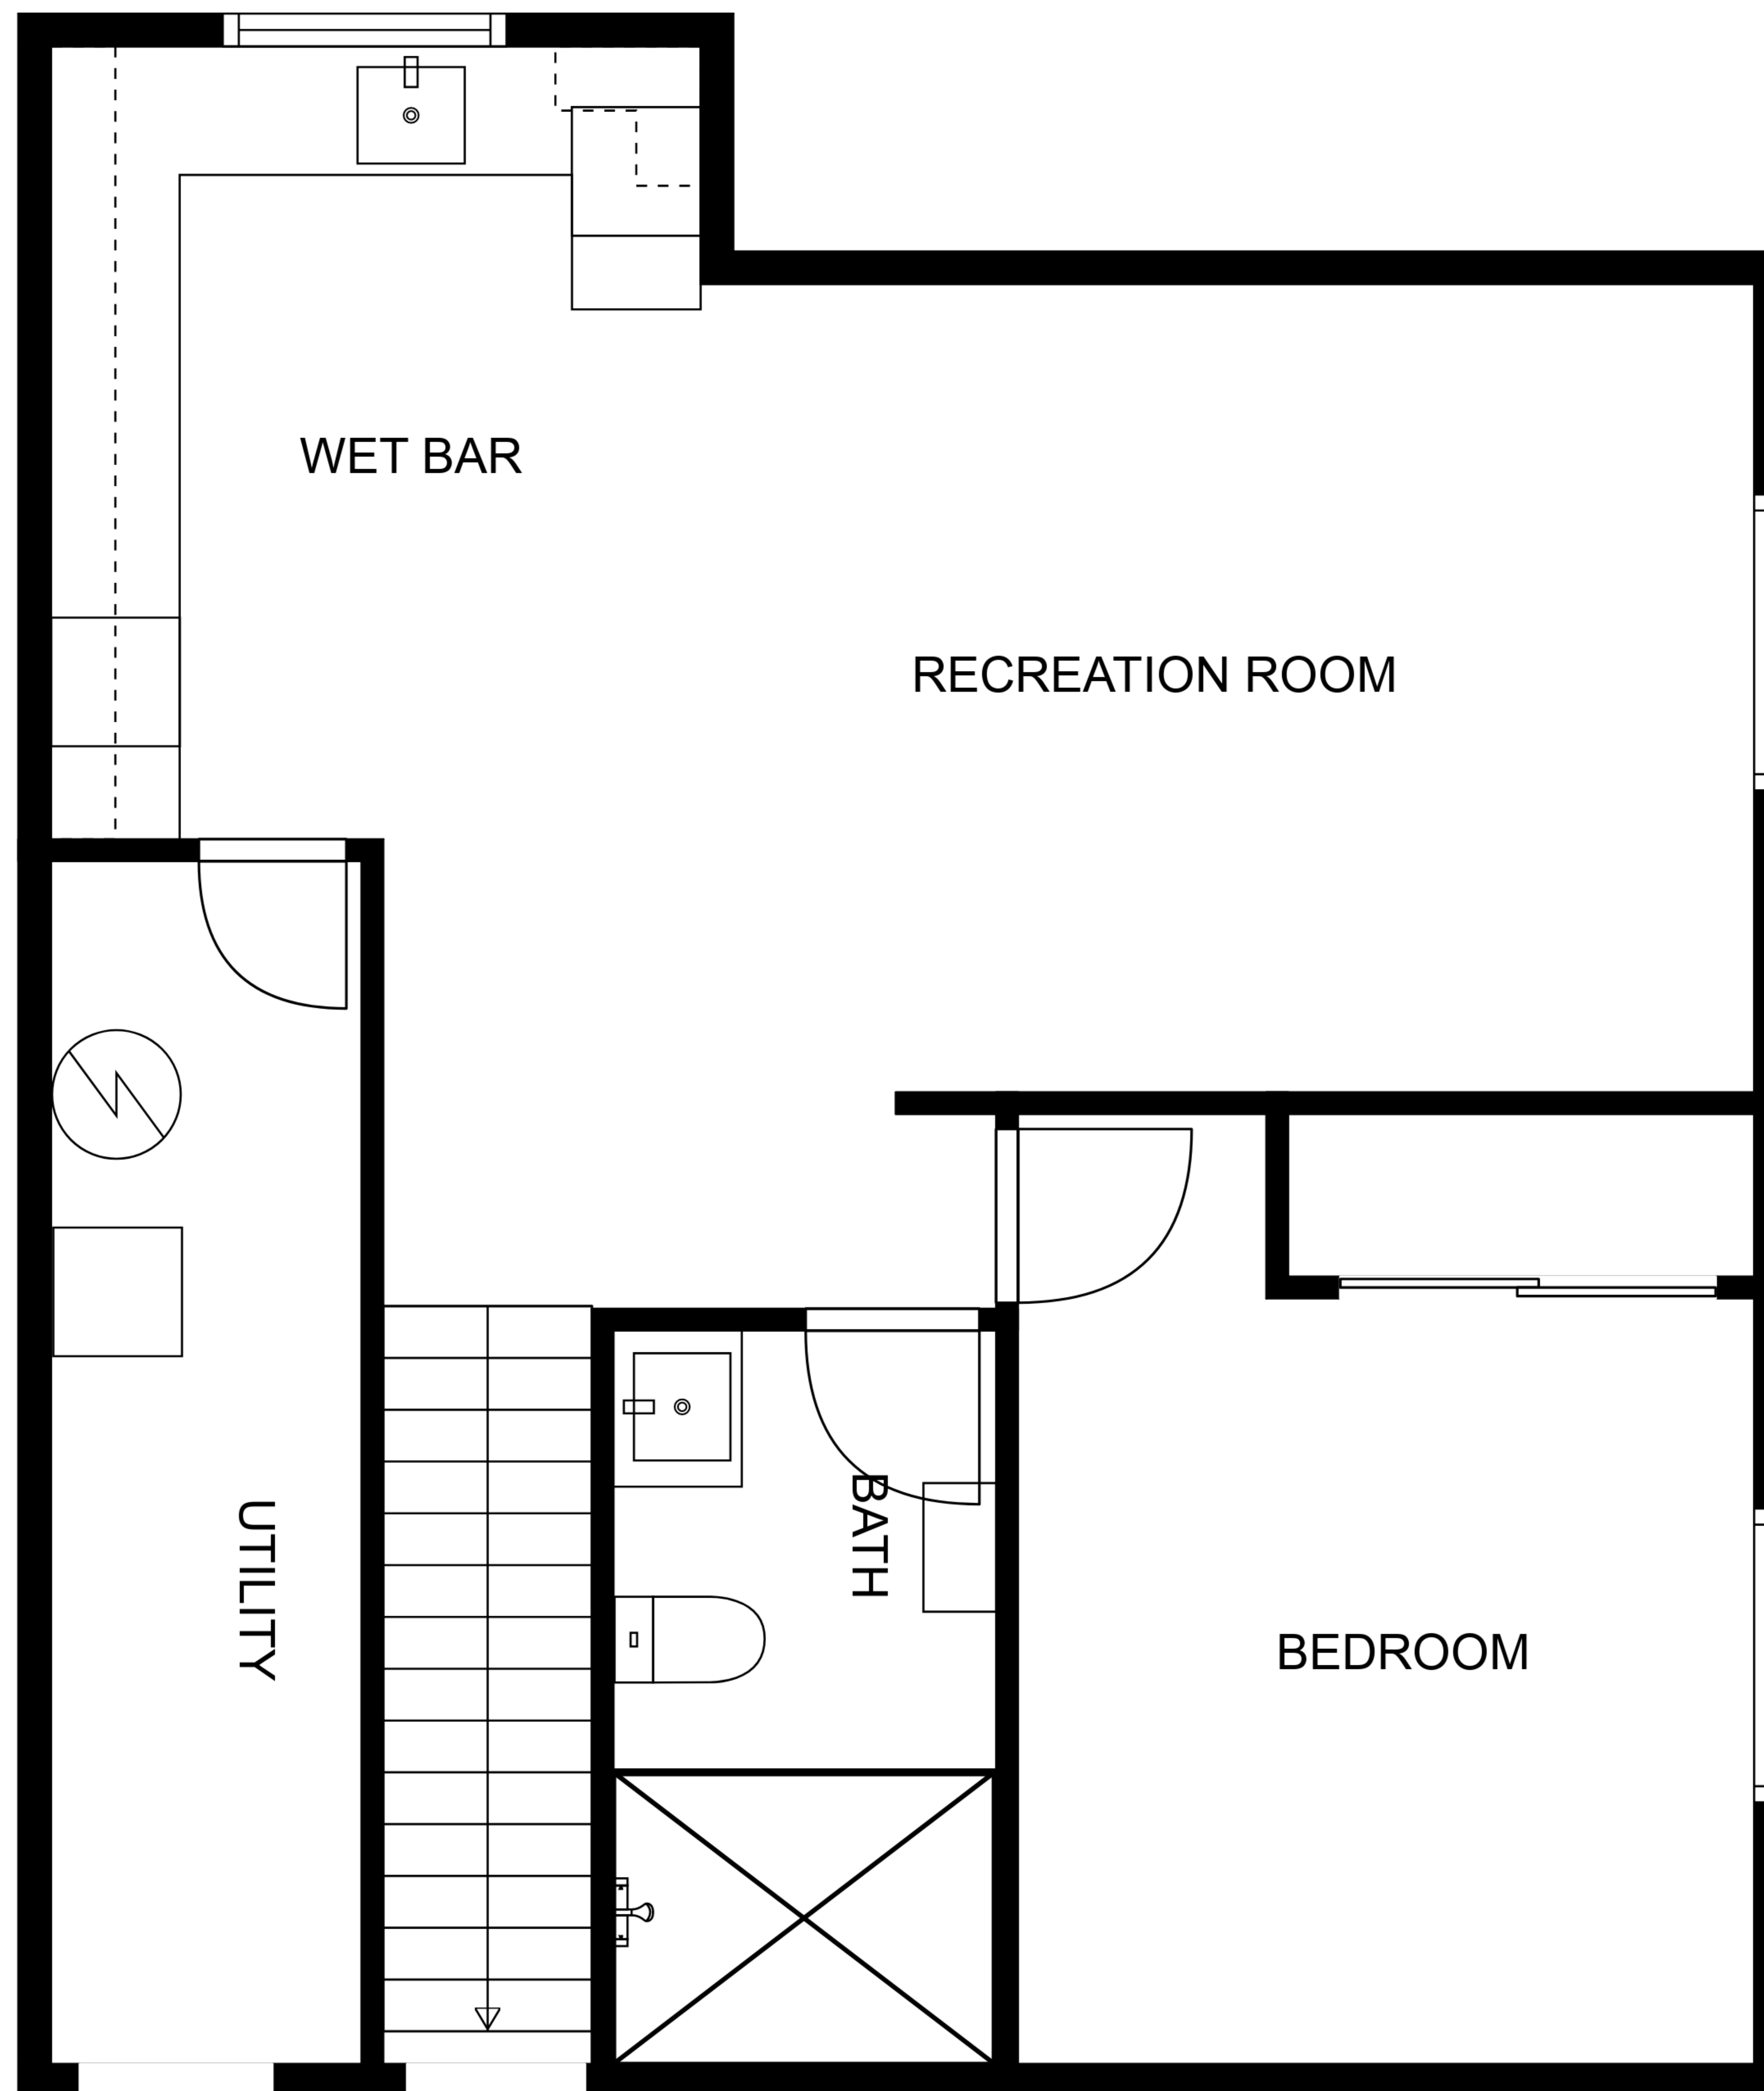 WET BAR
RECREATION ROOM
UTILITY
BATH
BEDROOM